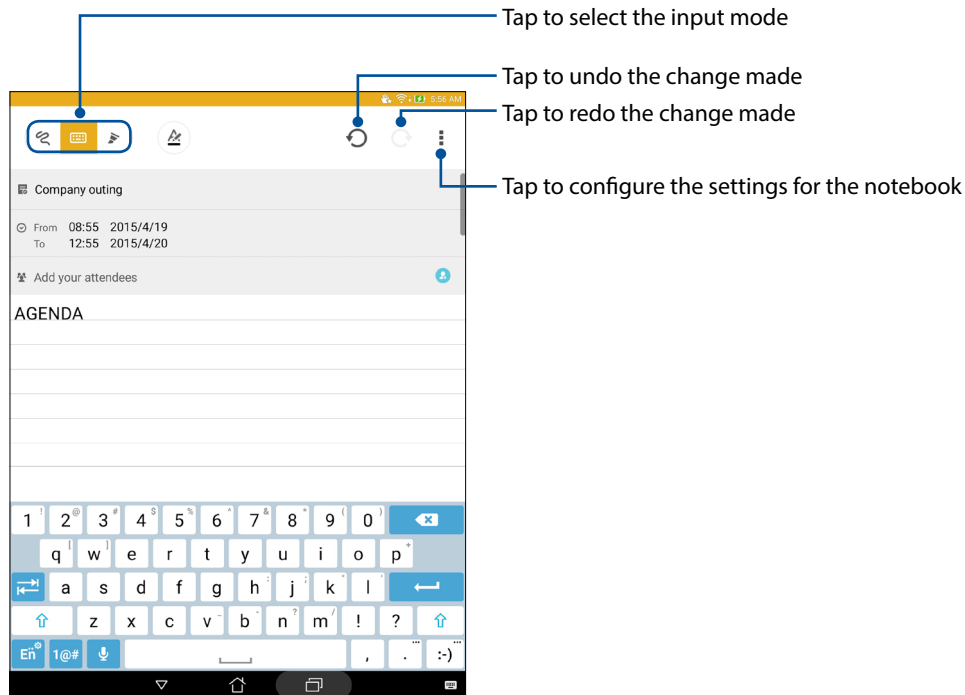 Tap to select the input mode
Tap to undo the change made
5:56 AM
Tap to redo the change made
Company outing
Tap to configure the settings for the notebook
From 08:55 2015/4/19
To 12:55 2015/4/20
Add your attendees
AGENDA
1 ! 2 @ 3 # 4 $ 5 % 6 ^ 7 & 8 * 9 ( 0 )
q [ w ] e r t y u i o p +
a s d f g h : j ; k " l '
z x c v - b - n ? m / ! ?
Eñ 1@# , . ... :-) ...